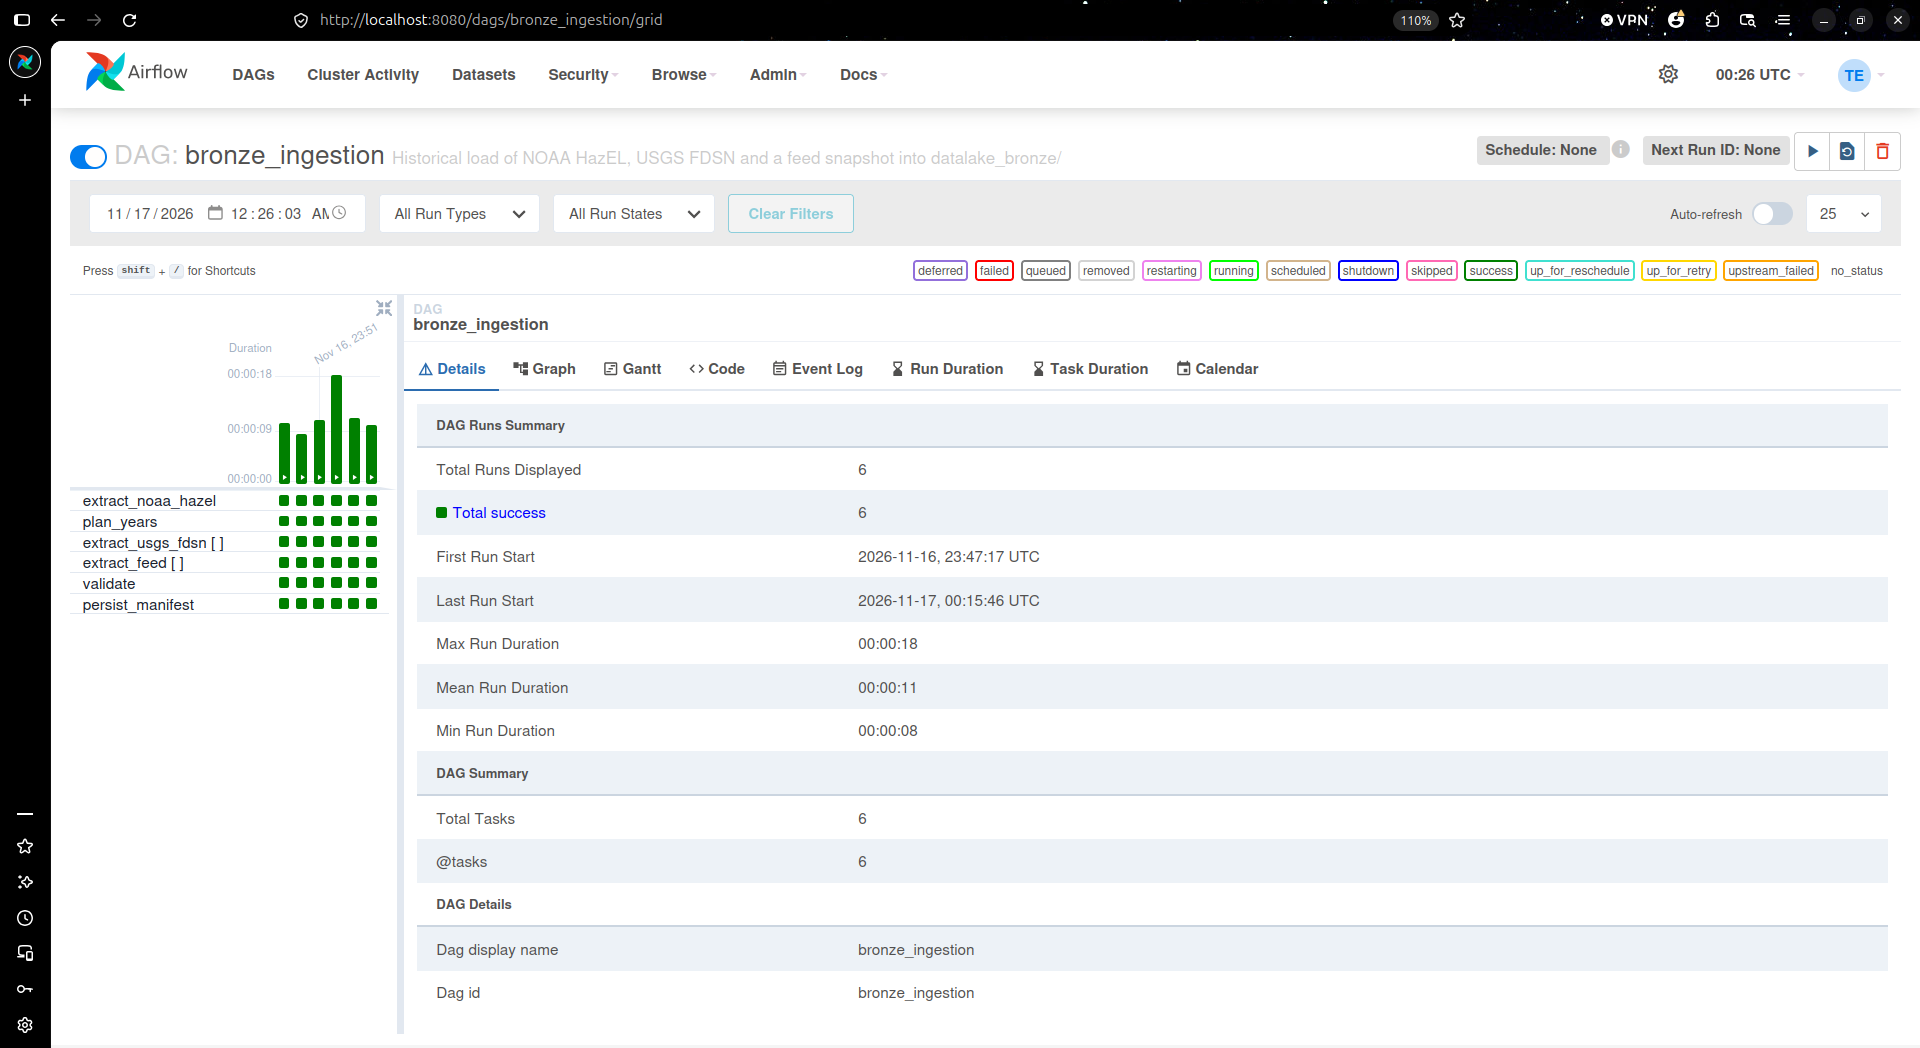 http://localhost:8080/dags/bronze_ingestion/grid
110%
VPN
Airflow
DAGs
Cluster Activity
Datasets
Security
Browse
Admin
Docs
00:26 UTC
TE
DAG: bronze_ingestion Historical load of NOAA HazEL, USGS FDSN and a feed snapshot into datalake_bronze/
Schedule: None
Next Run ID: None
11/17/2026 12:26:03 AM
All Run Types
All Run States
Clear Filters
Auto-refresh
25
Press shift + / for Shortcuts
deferred
failed
queued
removed
restarting
running
scheduled
shutdown
skipped
success
up_for_reschedule
up_for_retry
upstream_failed
no_status
Nov 16, 23:51
Duration
00:00:18
00:00:09
00:00:00
extract_noaa_hazel
plan_years
extract_usgs_fdsn [ ]
extract_feed [ ]
validate
persist_manifest
DAG
bronze_ingestion
Details
Graph
Gantt
Code
Event Log
Run Duration
Task Duration
Calendar
DAG Runs Summary
Total Runs Displayed 6
Total success 6
First Run Start 2026-11-16, 23:47:17 UTC
Last Run Start 2026-11-17, 00:15:46 UTC
Max Run Duration 00:00:18
Mean Run Duration 00:00:11
Min Run Duration 00:00:08
DAG Summary
Total Tasks 6
@tasks 6
DAG Details
Dag display name bronze_ingestion
Dag id bronze_ingestion